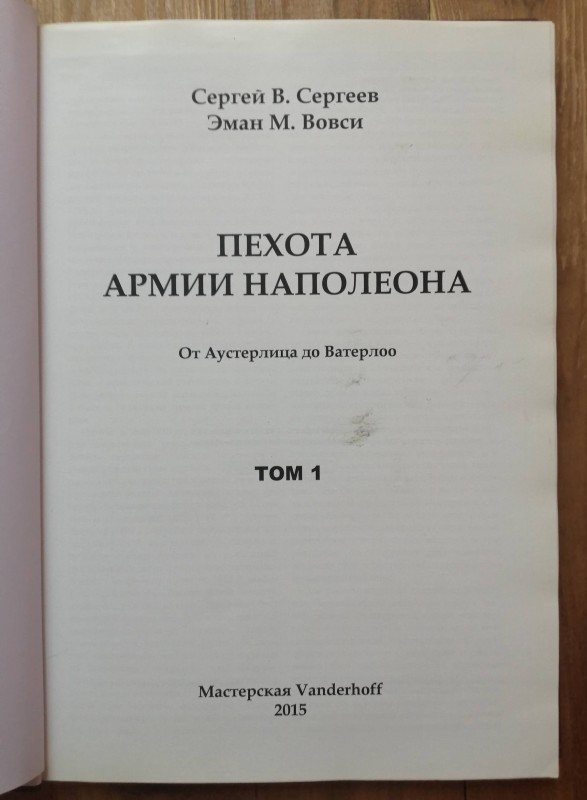 Сергей В. Сергеев
Эман М. Вовси
ПЕХОТА
АРМИИ НАПОЛЕОНА
От Аустерлица до Ватерлоо
ТОМ 1
Мастерская Vanderhoff
2015